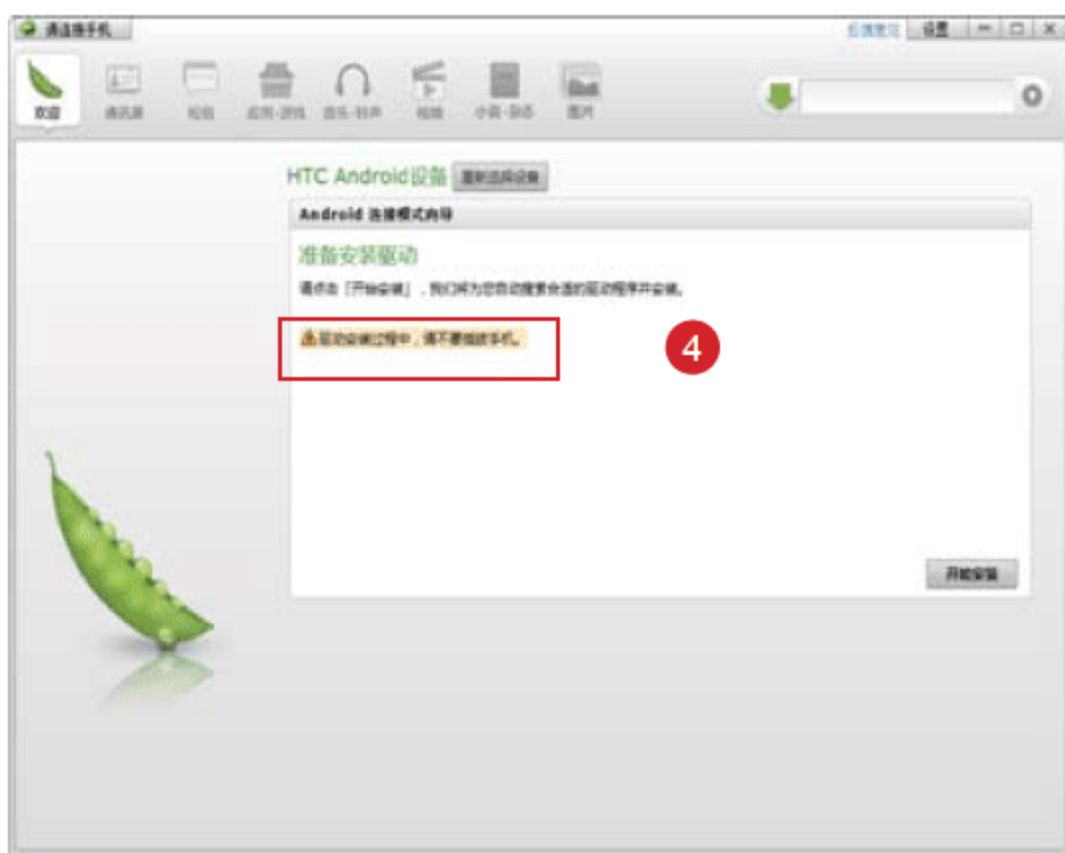 请连接手机
反馈意见 设置
欢迎 通讯录 短信 应用·游戏 音乐·铃声 视频 小说·杂志 图片
HTC Android设备 重新选择设备
Android 连接模式向导
准备安装驱动
请点击「开始安装」，我们将为您自动搜索合适的驱动程序并安装。
驱动安装过程中，请不要拔掉手机。
4
开始安装